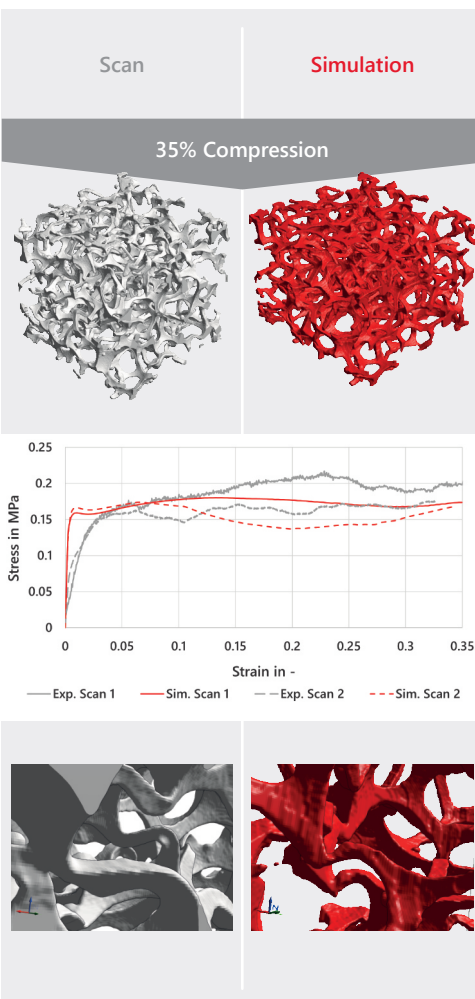 Scan
Simulation
35% Compression
0.25
0.2
0.15
0.1
0.05
0
Stress in MPa
0 0.05 0.1 0.15 0.2 0.25 0.3 0.35
Strain in -
Exp. Scan 1 Sim. Scan 1 Exp. Scan 2 Sim. Scan 2